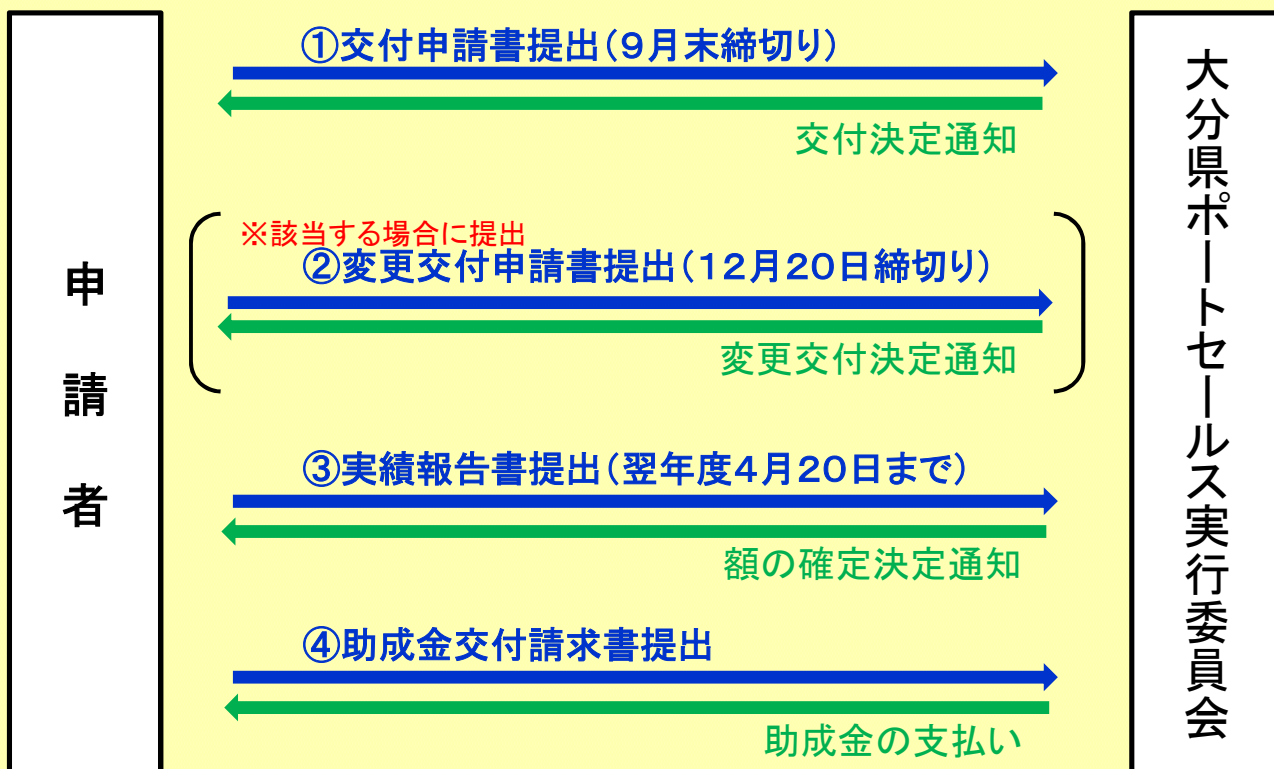 申請者
①交付申請書提出（９月末締切り）
交付決定通知
※該当する場合に提出
②変更交付申請書提出（１２月２０日締切り）
変更交付決定通知
③実績報告書提出（翌年度４月２０日まで）
額の確定決定通知
④助成金交付請求書提出
助成金の支払い
大分県ポートセールス実行委員会